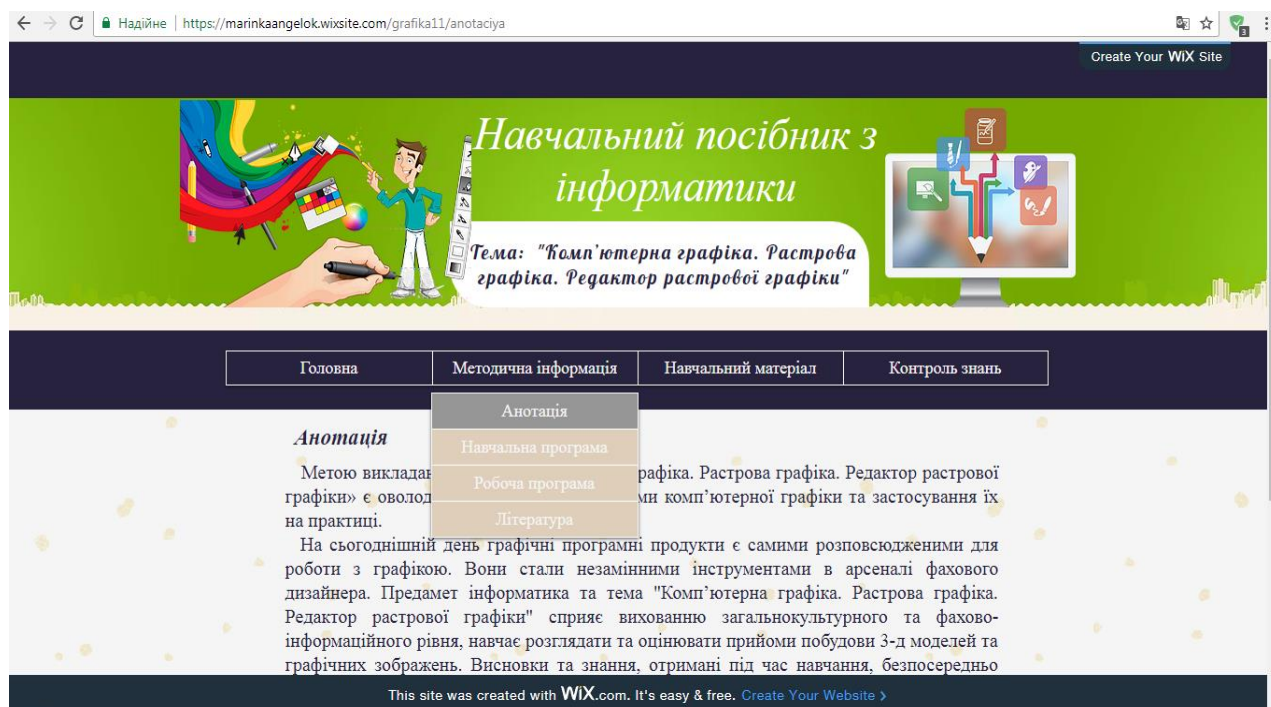 Надійне | https://marinkaangelok.wixsite.com/grafika11/anotaciya
3
Create Your WiX Site
Навчальний посібник з
інформатики
Тема: "Комп`ютерна графіка. Растрова
графіка. Редактор растрової графіки"
Головна Методична інформація Навчальний матеріал Контроль знань
Анотація
Навчальна програма
Робоча програма
Література
Анотація
Метою викладан рафіка. Растрова графіка. Редактор растрової
графіки» є оволод ми комп’ютерної графіки та застосування їх
на практиці.
На сьогоднішній день графічні програмні продукти є самими розповсюдженими для
роботи з графікою. Вони стали незамінними інструментами в арсеналі фахового
дизайнера. Предамет інформатика та тема "Комп’ютерна графіка. Растрова графіка.
Редактор растрової графіки" сприяє вихованню загальнокультурного та фахово-
інформаційного рівня, навчає розглядати та оцінювати прийоми побудови 3-д моделей та
графічних зображень. Висновки та знання, отримані під час навчання, безпосередньо
This site was created with WiX.com. It's easy & free. Create Your Website >